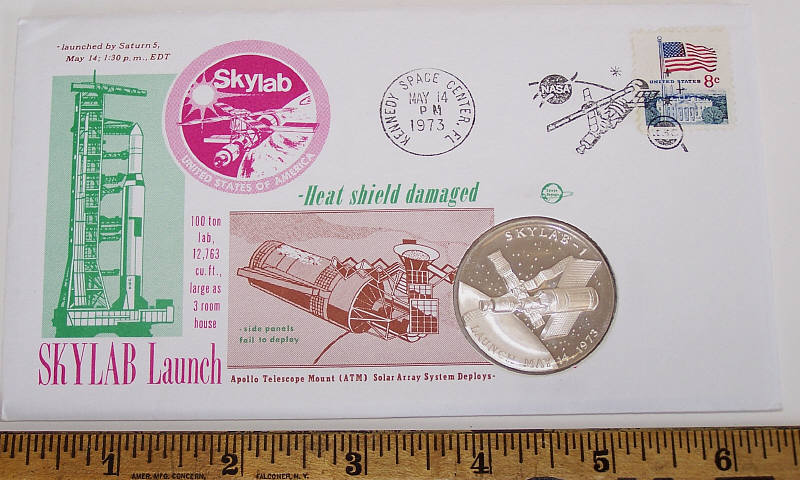 -launched by Saturn 5,
May 14; 1:30 p.m., EDT
Skylab
UNITED STATES OF AMERICA
KENNEDY SPACE CENTER, FL
MAY 14
PM
1973
NASA
UNITED STATES
8c
-Heat shield damaged
100 ton
lab,
12,763
cu. ft.,
large as
3 room
house
-side panels
fail to deploy
SKYLAB-1
LAUNCH MAY 14 1973
SKYLAB Launch
Apollo Telescope Mount (ATM) Solar Array System Deploys-
1 2 3 4 5 6
AMER. MFG. CONCERN, FALCONER, N. Y.